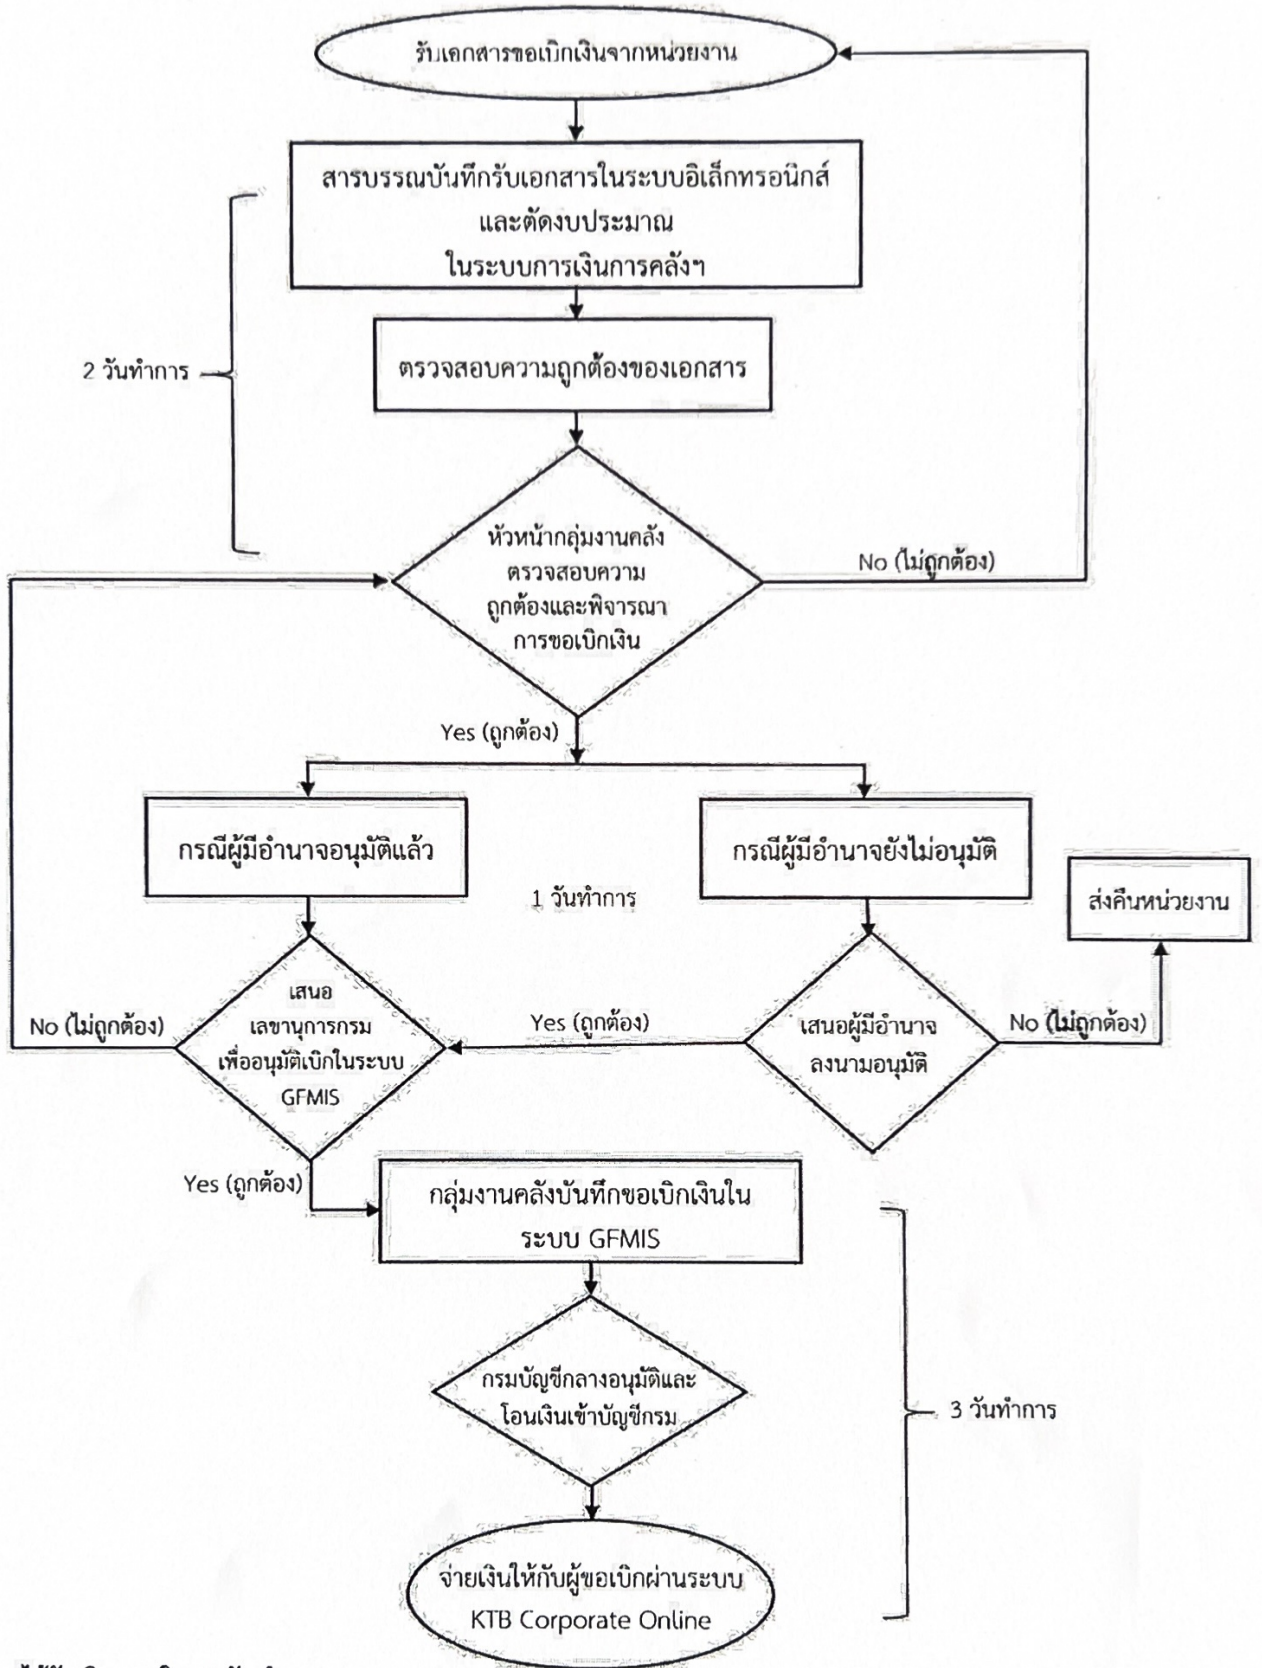 รับเอกสารขอเบิกเงินจากหน่วยงาน
สารบรรณบันทึกรับเอกสารในระบบอิเล็กทรอนิกส์
และตัดงบประมาณ
ในระบบการเงินการคลังฯ
2 วันทำการ
ตรวจสอบความถูกต้องของเอกสาร
หัวหน้ากลุ่มงานคลัง
ตรวจสอบความ
ถูกต้องและพิจารณา
การขอเบิกเงิน
No (ไม่ถูกต้อง)
Yes (ถูกต้อง)
กรณีผู้มีอำนาจอนุมัติแล้ว
กรณีผู้มีอำนาจยังไม่อนุมัติ
1 วันทำการ
ส่งคืนหน่วยงาน
เสนอ
เลขานุการกรม
เพื่ออนุมัติเบิกในระบบ
GFMIS
No (ไม่ถูกต้อง)
Yes (ถูกต้อง)
เสนอผู้มีอำนาจ
ลงนามอนุมัติ
No (ไม่ถูกต้อง)
Yes (ถูกต้อง)
กลุ่มงานคลังบันทึกขอเบิกเงินใน
ระบบ GFMIS
กรมบัญชีกลางอนุมัติและ
โอนเงินเข้าบัญชีกรม
3 วันทำการ
จ่ายเงินให้กับผู้ขอเบิกผ่านระบบ
KTB Corporate Online